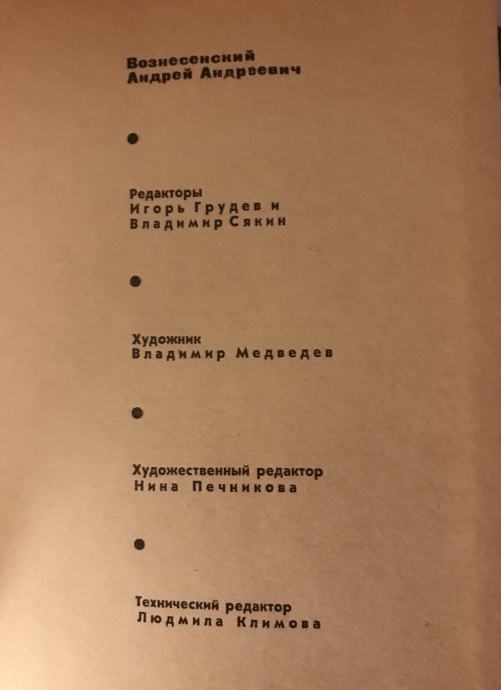 Вознесенский
Андрей Андреевич
●
Редакторы
Игорь Грудев и
Владимир Сякин
●
Художник
Владимир Медведев
●
Художественный редактор
Нина Печникова
●
Технический редактор
Людмила Климова